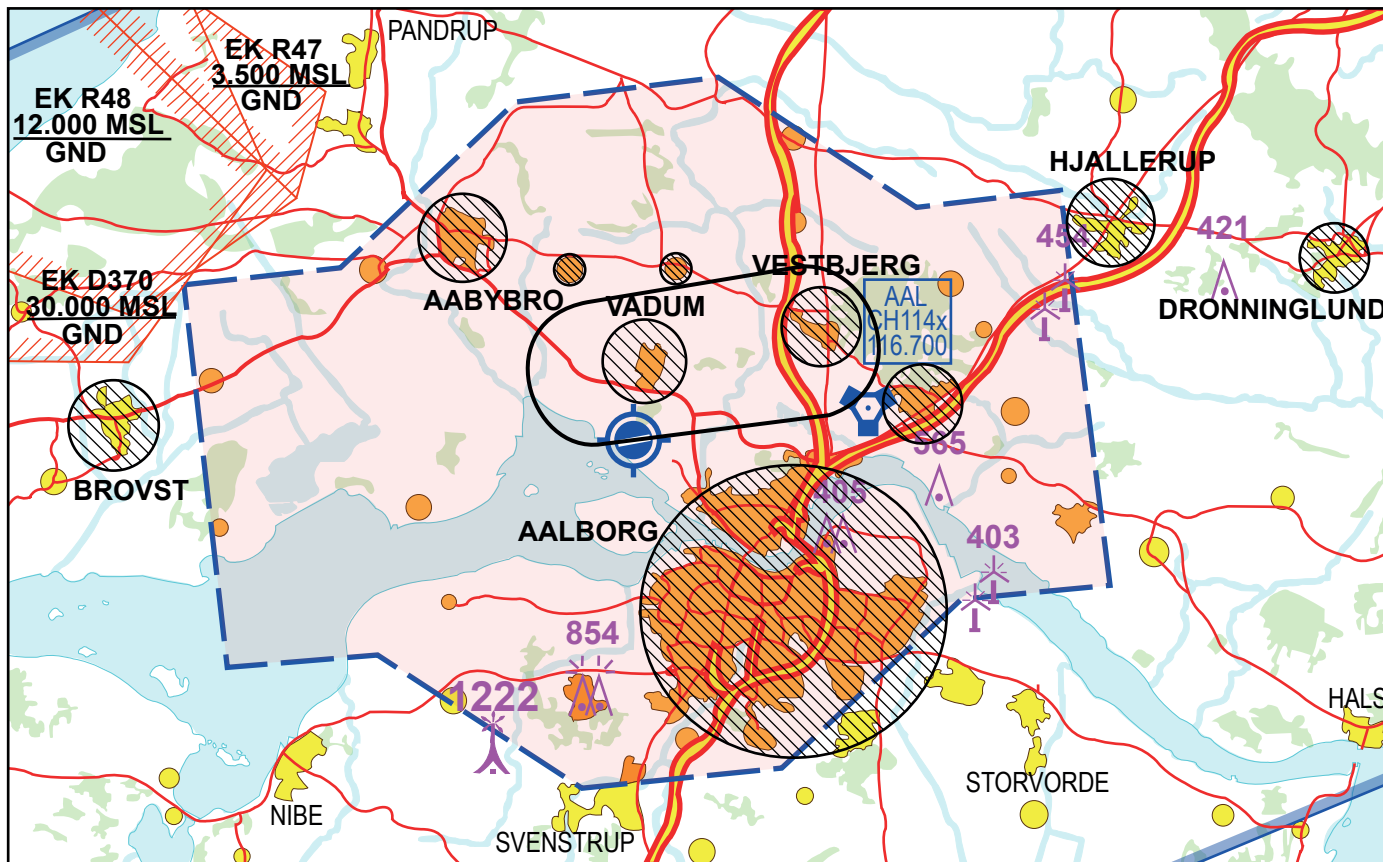 PANDRUP
EK R47
3.500 MSL
GND
EK R48
12.000 MSL
GND
HJALLERUP
454
421
EK D370
30.000 MSL
GND
AABYBRO
VADUM
VESTBJERG
AAL
CH114x
116.700
DRONNINGLUND
BROVST
565
405
AALBORG
403
854
1222
HALS
STORVORDE
NIBE
SVENSTRUP